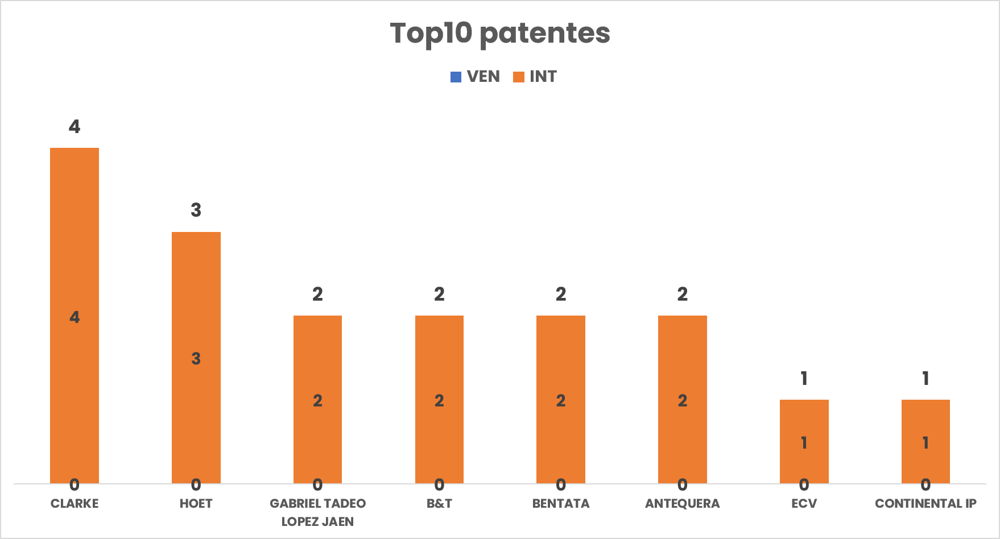 Top10 patentes
VEN INT
4
3
2 2 2 2
1 1
4
3
2 2 2 2
1 1
0 0 0 0 0 0 0 0
CLARKE HOET GABRIEL TADEO B&T BENTATA ANTEQUERA ECV CONTINENTAL IP
LOPEZ JAEN